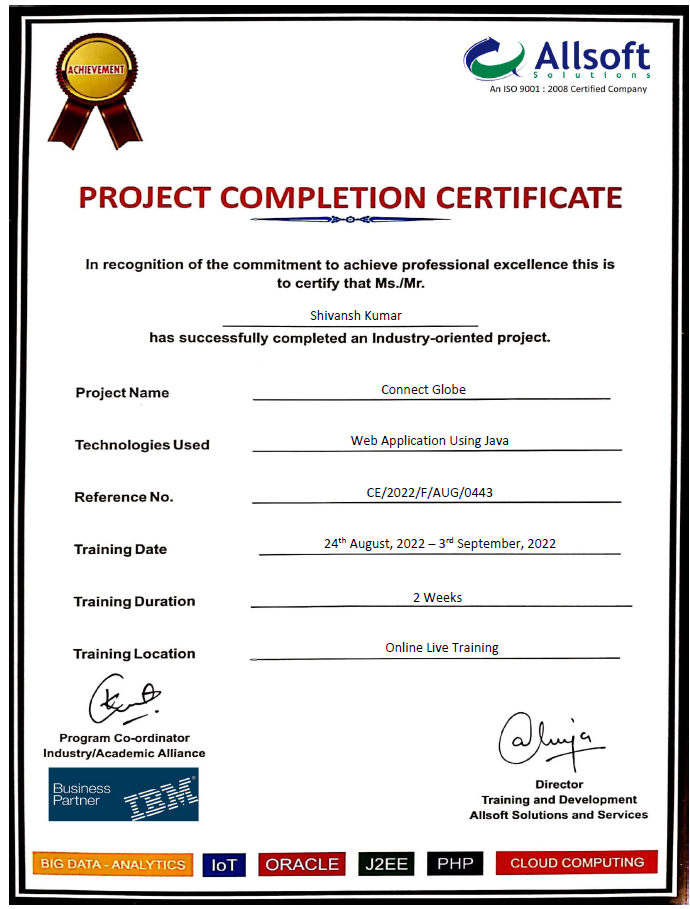 ACHIEVEMENT
Allsoft
Solutions
An ISO 9001 : 2008 Certified Company
PROJECT COMPLETION CERTIFICATE
In recognition of the commitment to achieve professional excellence this is
to certify that Ms./Mr.
Shivansh Kumar
has successfully completed an Industry-oriented project.
Project Name Connect Globe
Technologies Used Web Application Using Java
Reference No. CE/2022/F/AUG/0443
Training Date 24th August, 2022 – 3rd September, 2022
Training Duration 2 Weeks
Training Location Online Live Training
Program Co-ordinator
Industry/Academic Alliance
Business
Partner
IBM®
Director
Training and Development
Allsoft Solutions and Services
BIG DATA - ANALYTICS IoT ORACLE J2EE PHP CLOUD COMPUTING